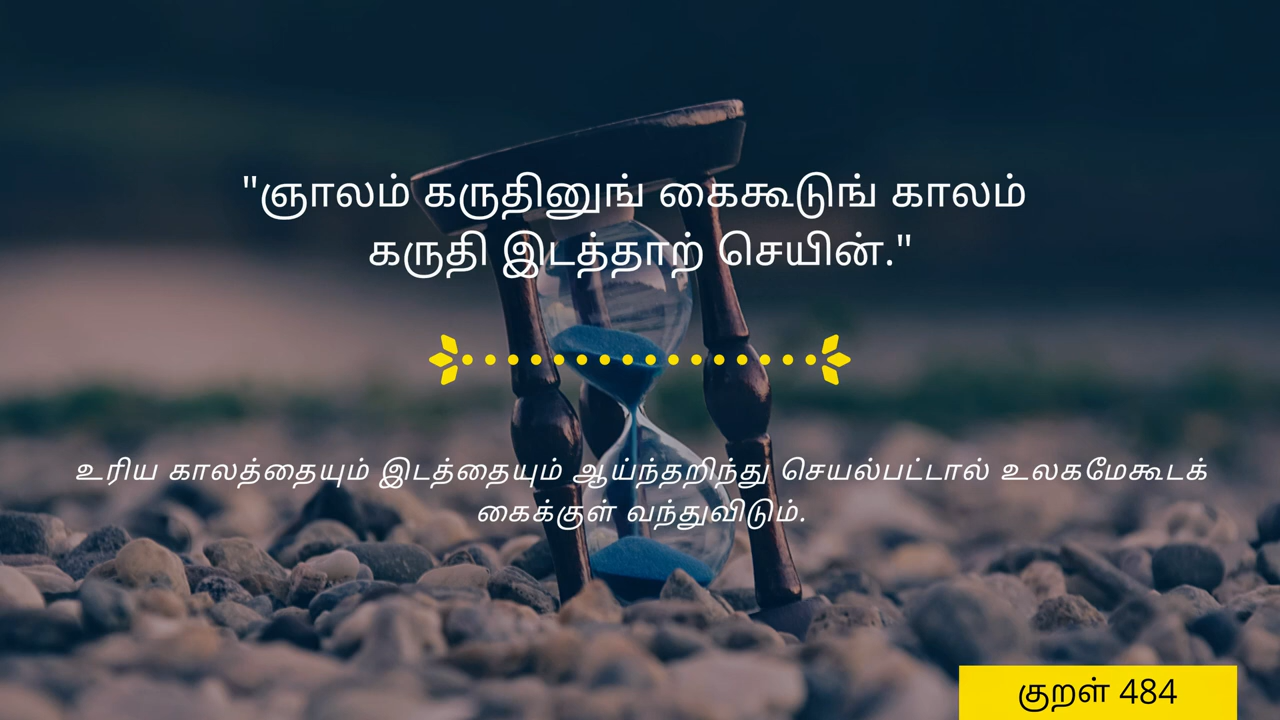 "ஞாலம் கருதினுங் கைகூடுங் காலம்
கருதி இடத்தாற் செயின்."
உரிய காலத்தையும் இடத்தையும் ஆய்ந்தறிந்து செயல்பட்டால் உலகமேகூடக்
கைக்குள் வந்துவிடும்.
குறள் 484